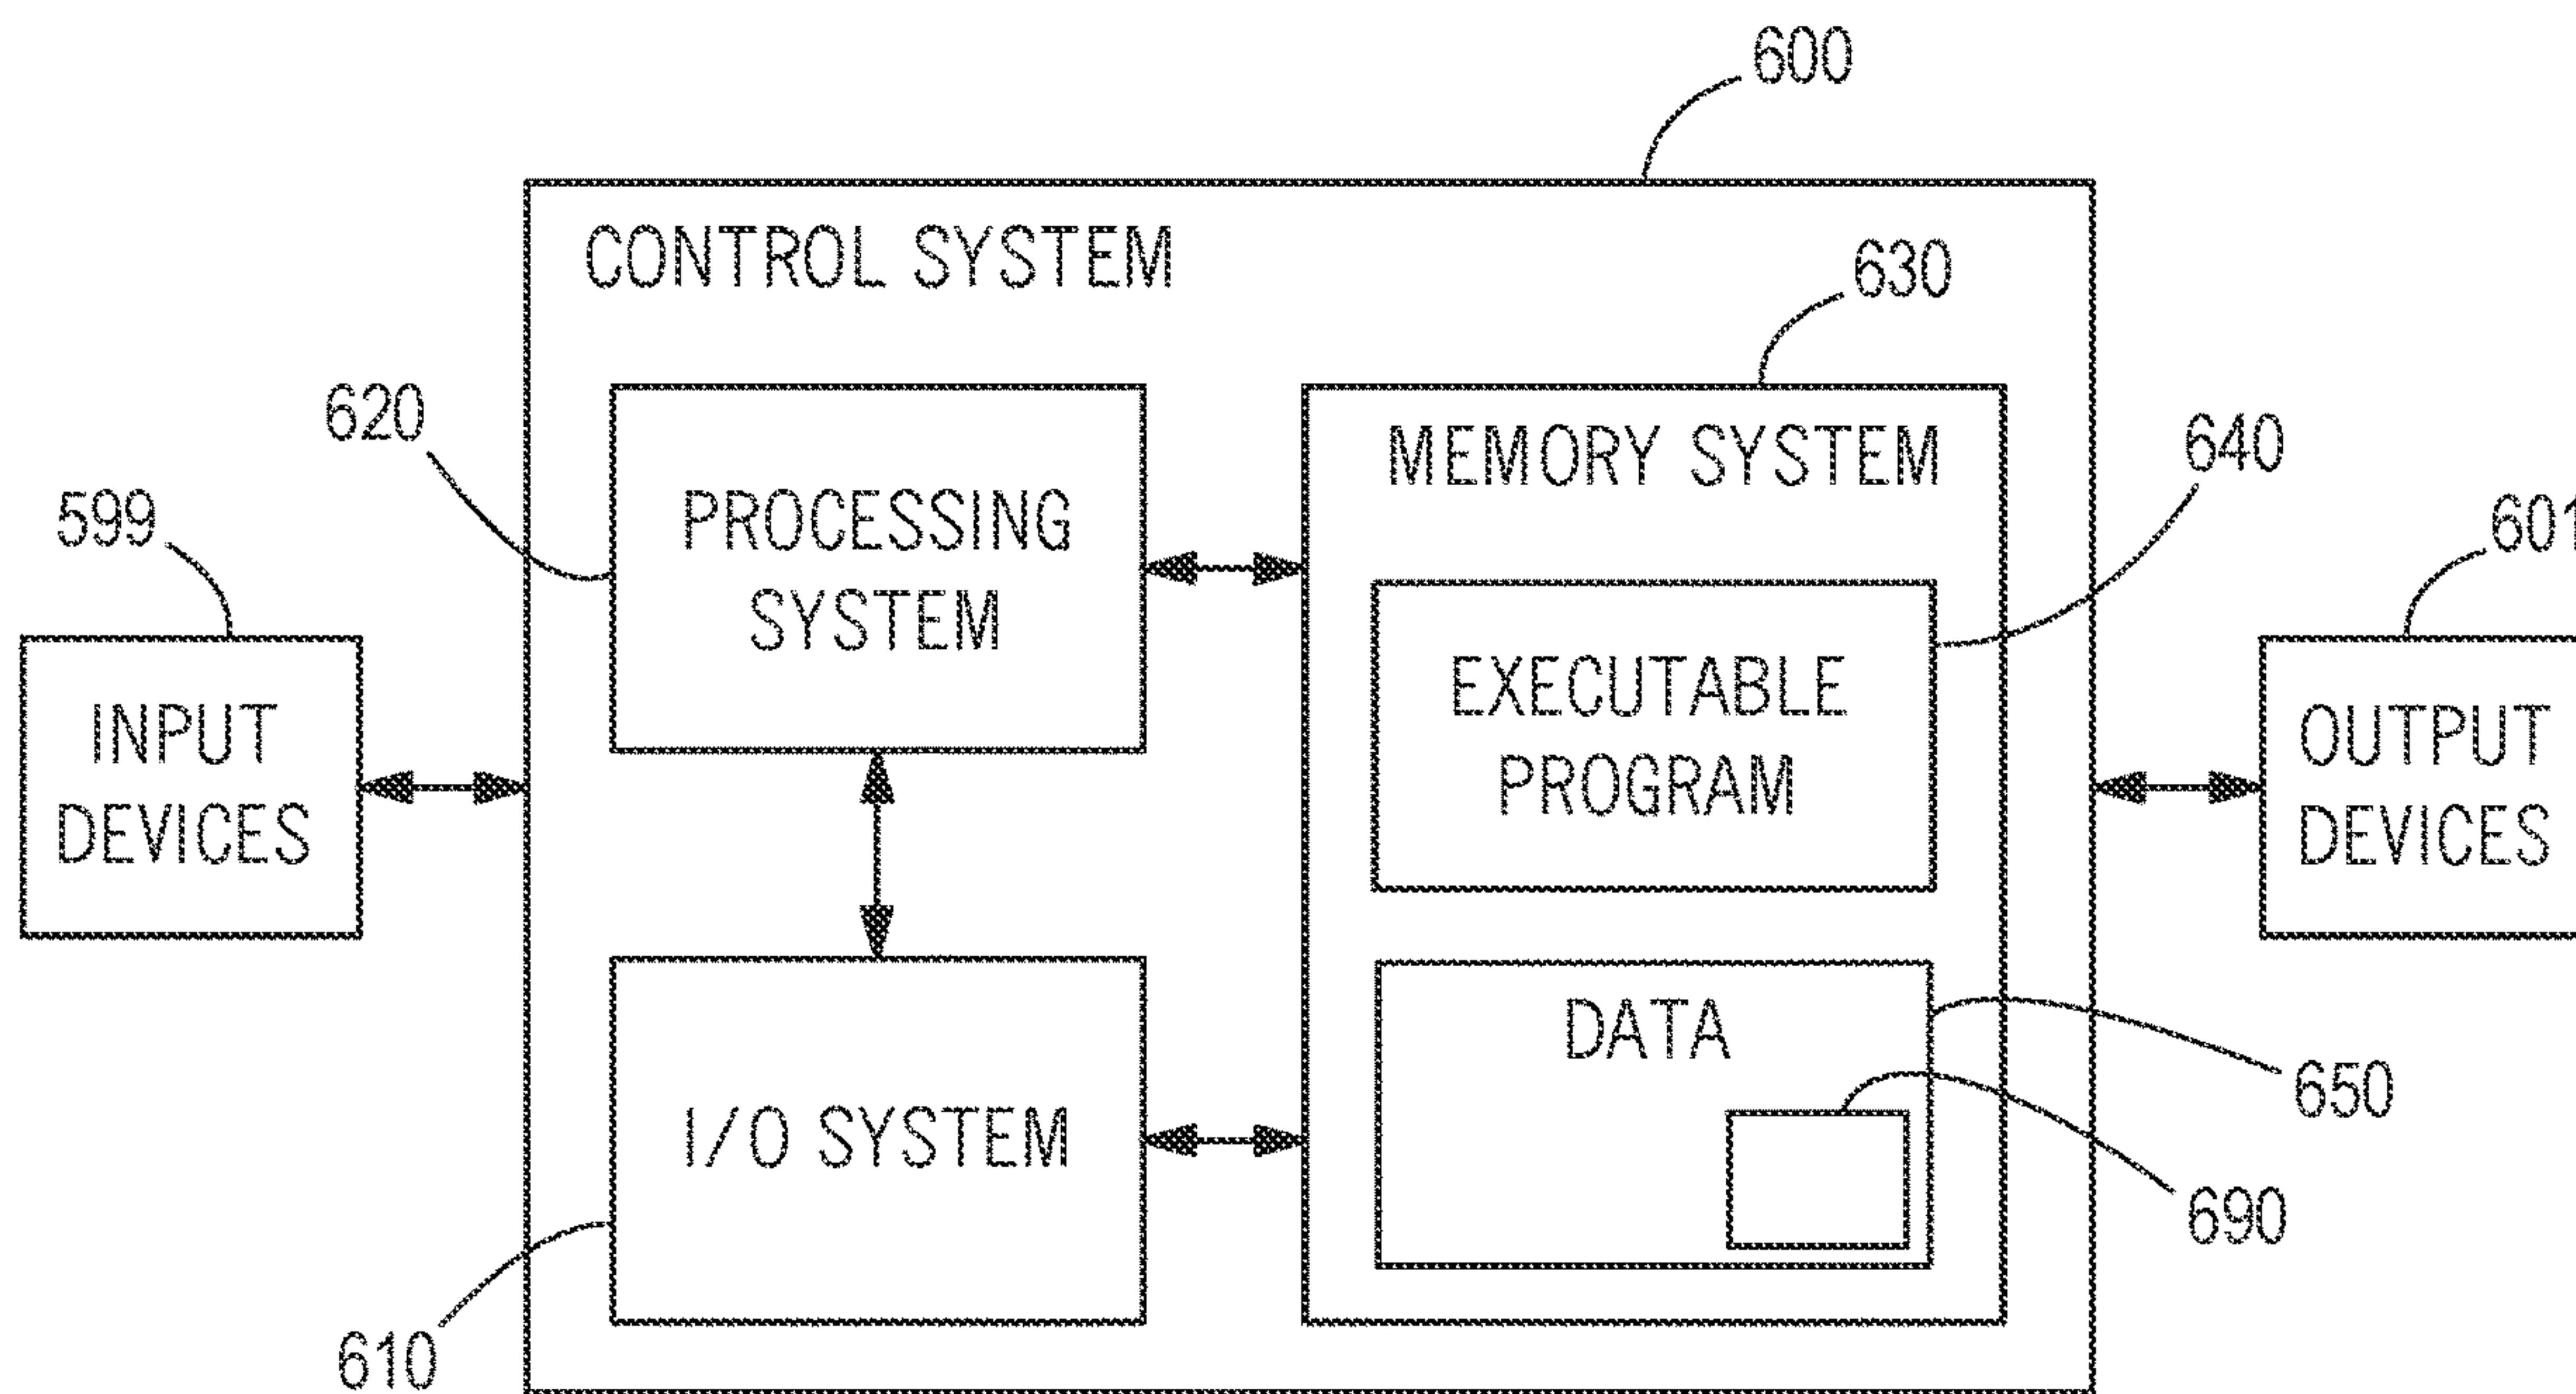 600
CONTROL SYSTEM
630
620
MEMORY SYSTEM
640
599
PROCESSING
SYSTEM
601
EXECUTABLE
PROGRAM
INPUT
DEVICES
OUTPUT
DEVICES
DATA
650
I/O SYSTEM
690
610